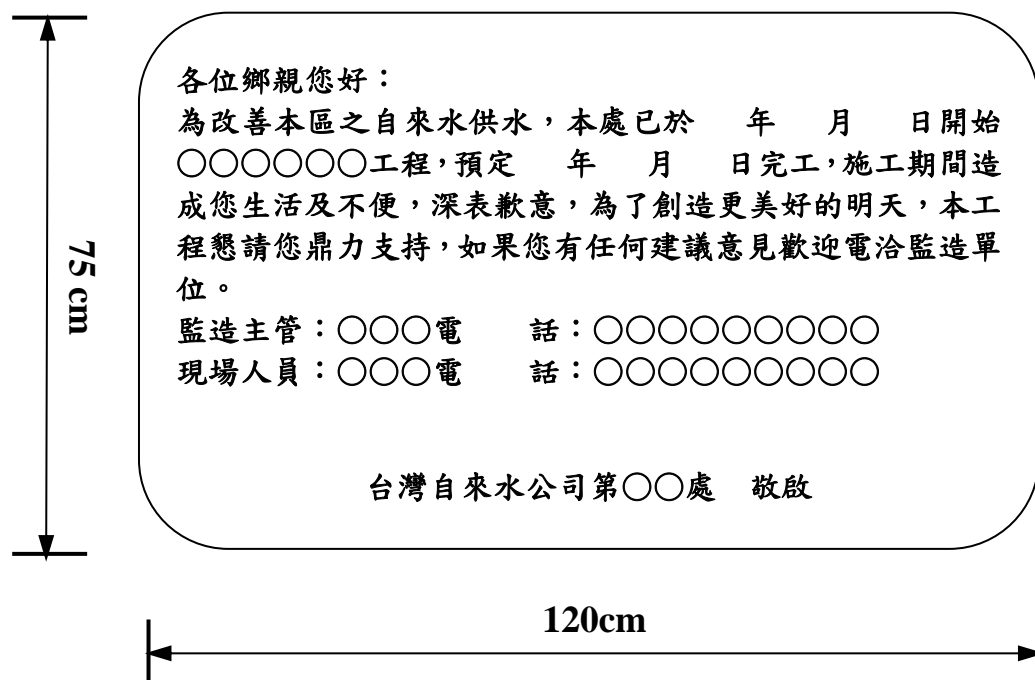 各位鄉親您好：
為改善本區之自來水供水，本處已於　年　月　日開始
○○○○○○工程，預定　年　月　日完工，施工期間造
成您生活及不便，深表歉意，為了創造更美好的明天，本工
程懇請您鼎力支持，如果您有任何建議意見歡迎電洽監造單
位。
監造主管：○○○電　　話：○○○○○○○○○
現場人員：○○○電　　話：○○○○○○○○○
台灣自來水公司第○○處　敬啟
75 cm
120cm